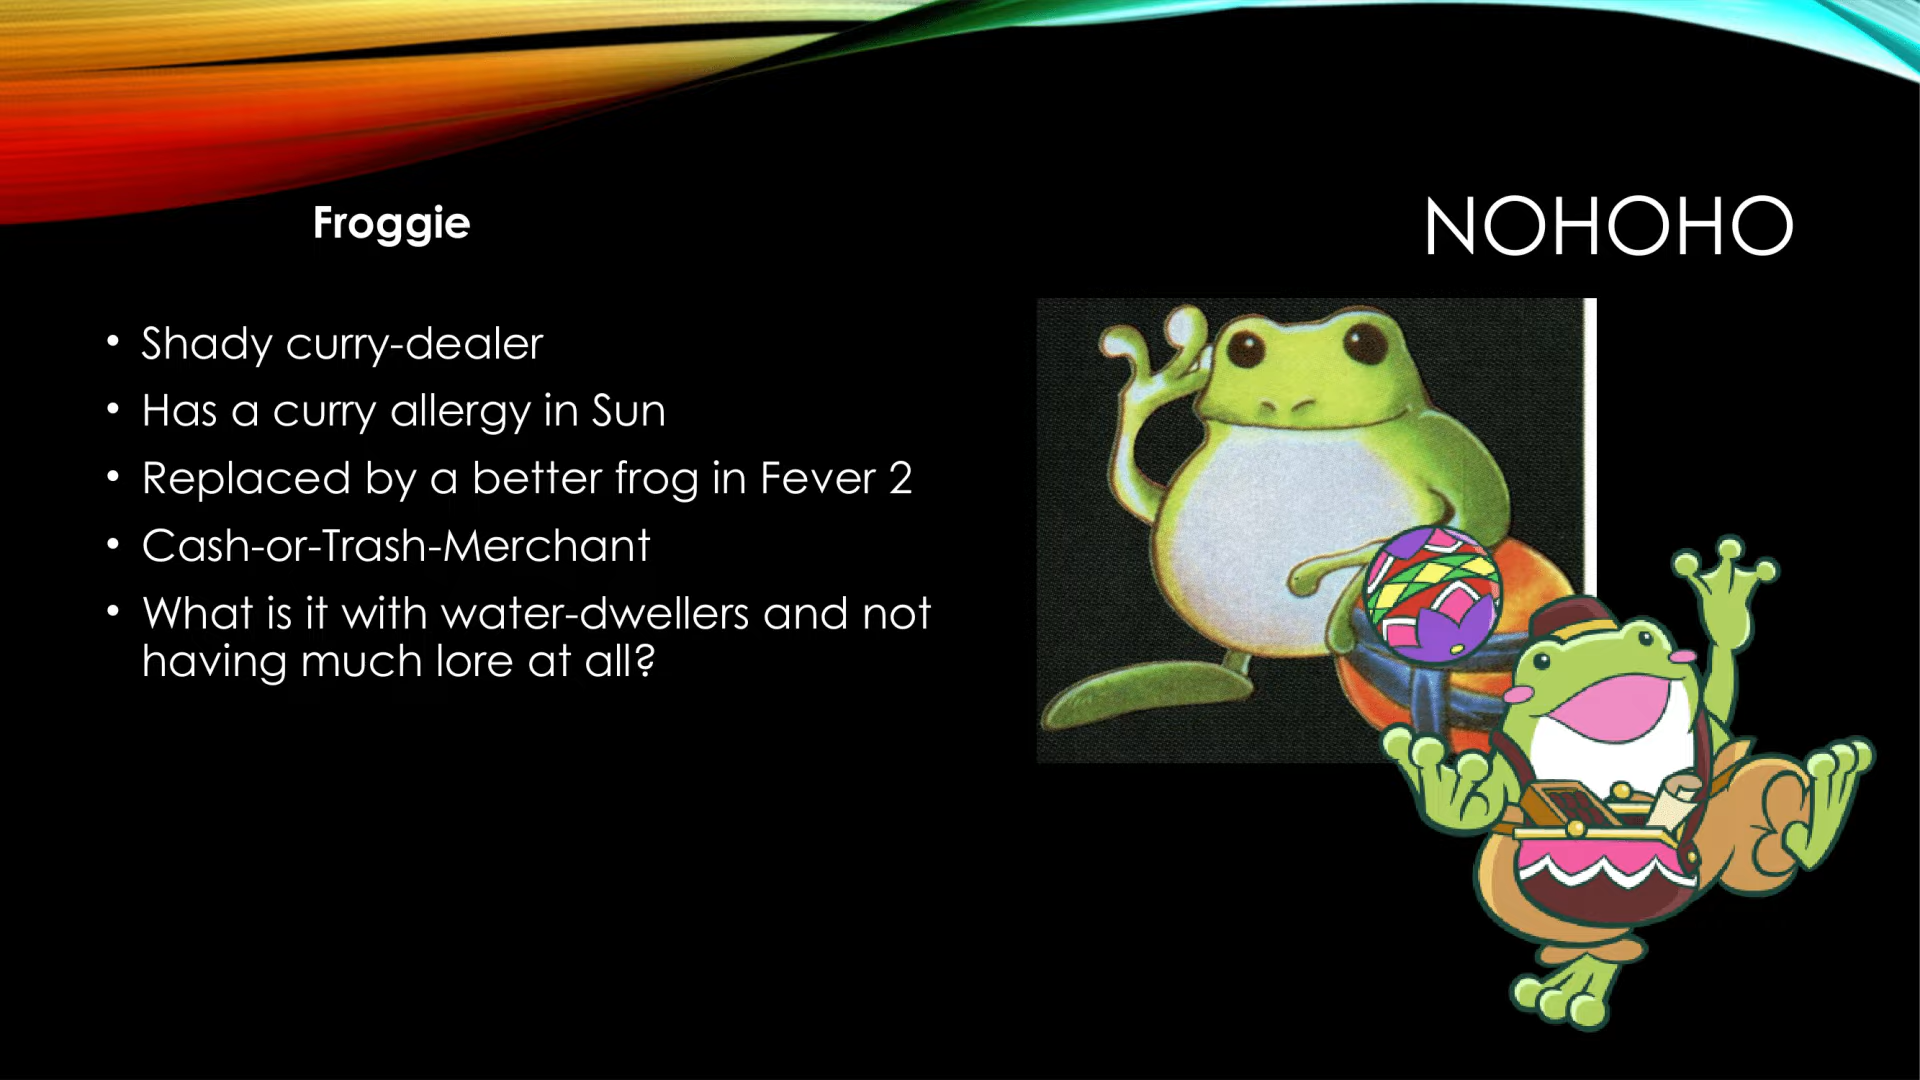 NOHOHO
Froggie
• Shady curry-dealer
• Has a curry allergy in Sun
• Replaced by a better frog in Fever 2
• Cash-or-Trash-Merchant
• What is it with water-dwellers and not
having much lore at all?